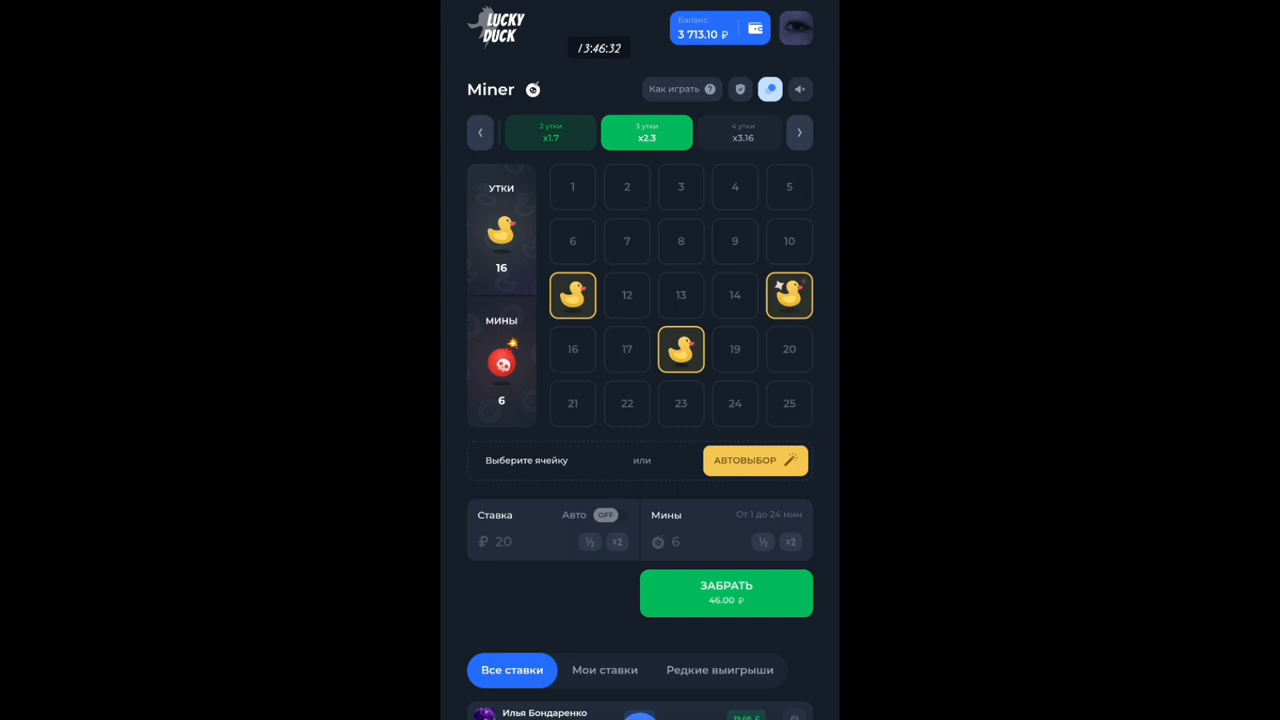 LUCKY
DUCK
13:46:32
Баланс
3 713.10 ₽
Miner
Как играть ?
2 утки
x1.7
3 утки
x2.3
4 утки
x3.16
УТКИ
16
МИНЫ
6
1 2 3 4 5
6 7 8 9 10
12 13 14
16 17 19 20
21 22 23 24 25
Выберите ячейку или АВТОВЫБОР
Ставка Авто OFF
₽ 20 ½ x2
Мины От 1 до 24 мин
6 ½ x2
ЗАБРАТЬ
46.00 ₽
Все ставки Мои ставки Редкие выигрыши
Илья Бондаренко
19.68 ₽